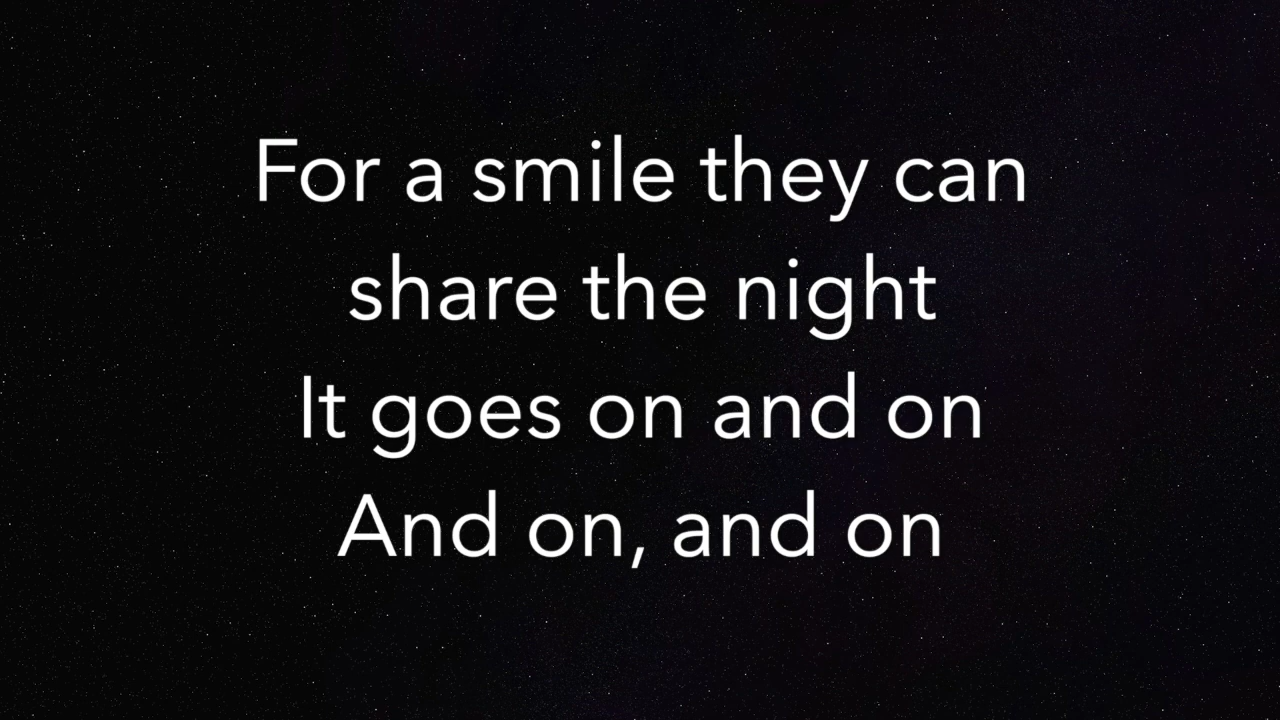 For a smile they can
share the night
It goes on and on
And on, and on